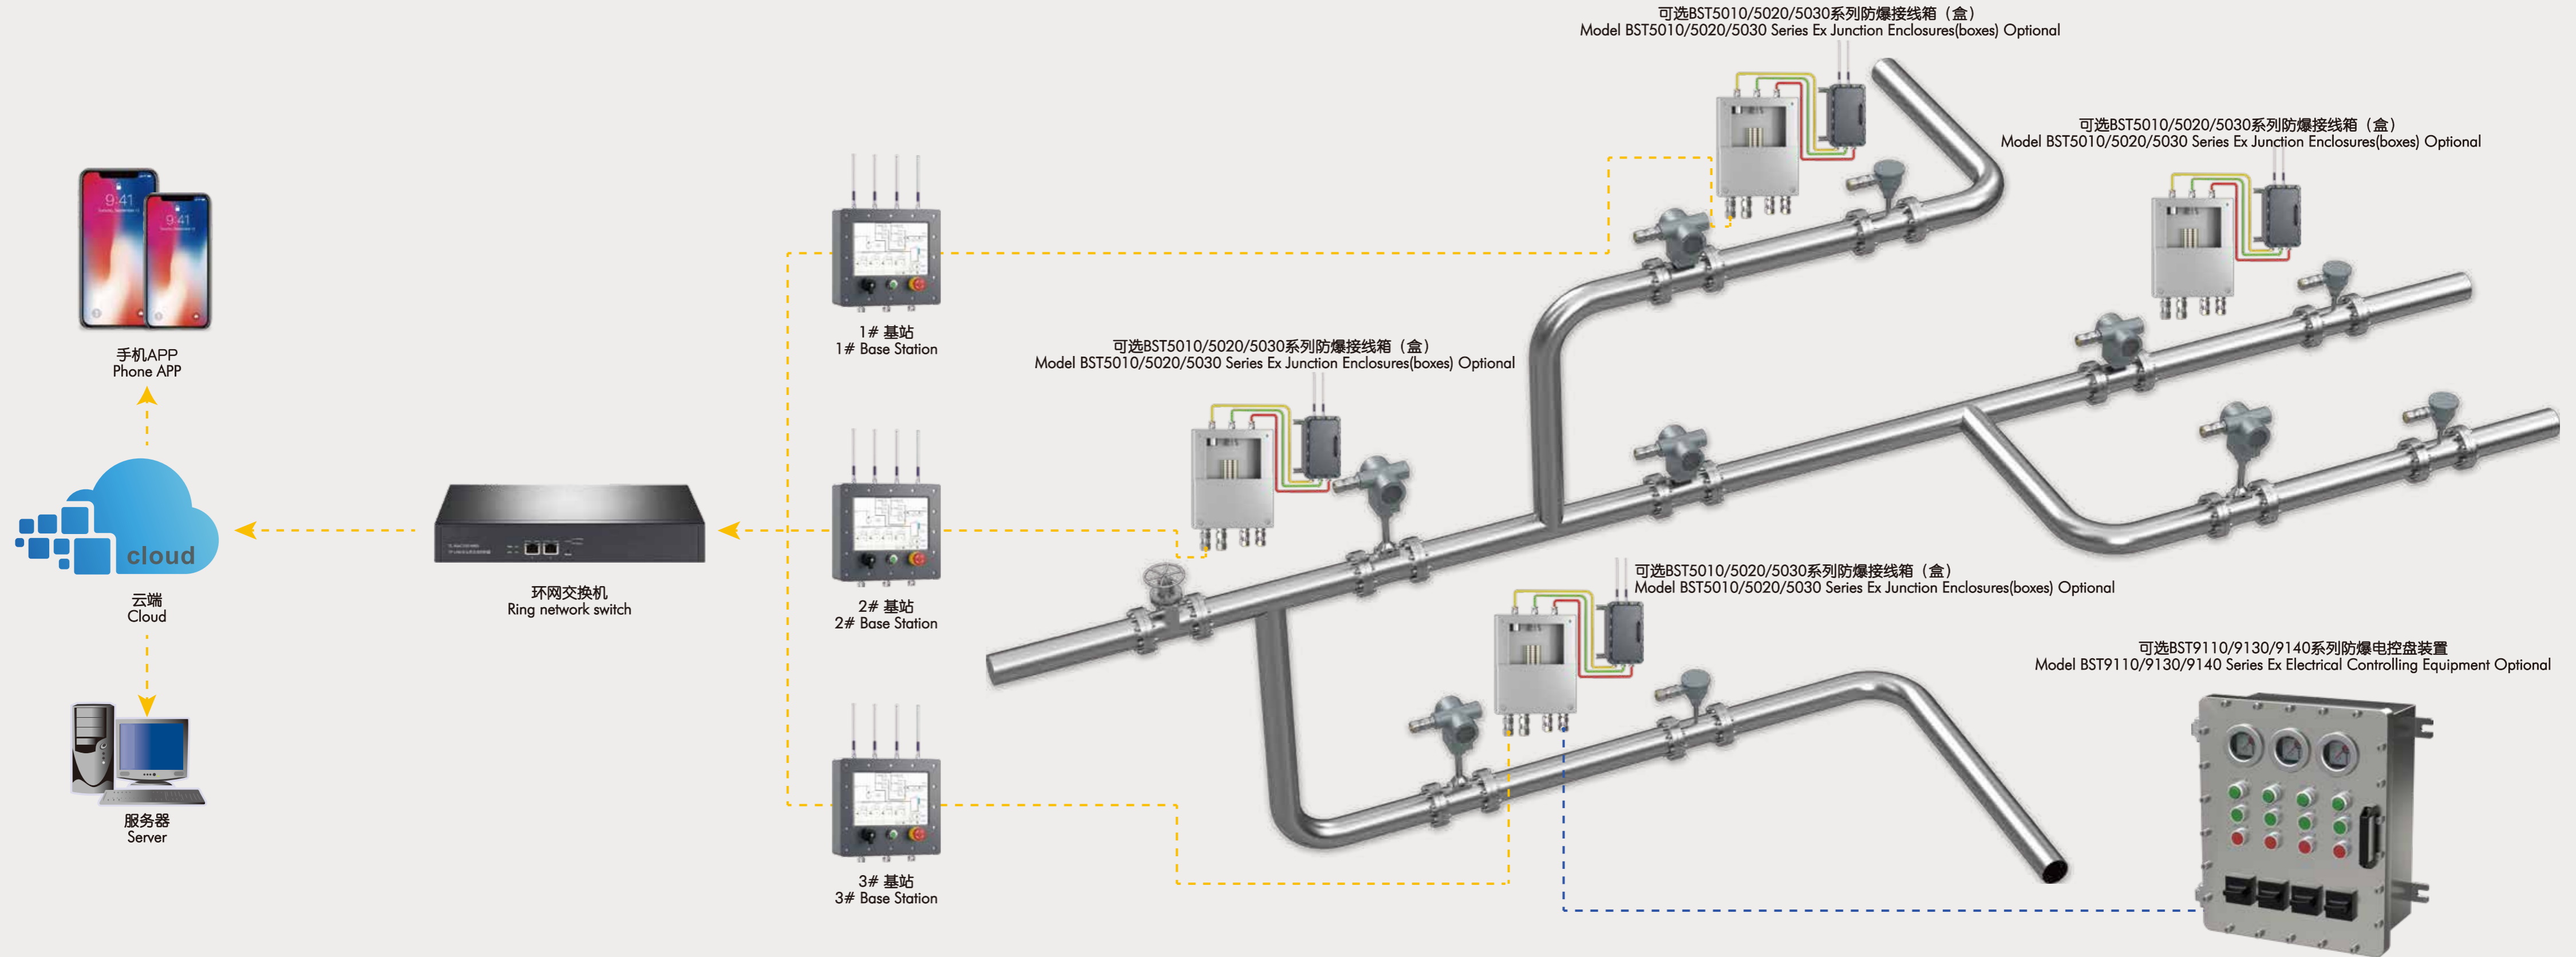 可选BST5010/5020/5030系列防爆接线箱（盒）
Model BST5010/5020/5030 Series Ex Junction Enclosures(boxes) Optional
可选BST5010/5020/5030系列防爆接线箱（盒）
Model BST5010/5020/5030 Series Ex Junction Enclosures(boxes) Optional
9:41
9:41
手机APP
Phone APP
1# 基站
1# Base Station
可选BST5010/5020/5030系列防爆接线箱（盒）
Model BST5010/5020/5030 Series Ex Junction Enclosures(boxes) Optional
cloud
云端
Cloud
环网交换机
Ring network switch
2# 基站
2# Base Station
可选BST5010/5020/5030系列防爆接线箱（盒）
Model BST5010/5020/5030 Series Ex Junction Enclosures(boxes) Optional
可选BST9110/9130/9140系列防爆电控盘装置
Model BST9110/9130/9140 Series Ex Electrical Controlling Equipment Optional
服务器
Server
3# 基站
3# Base Station